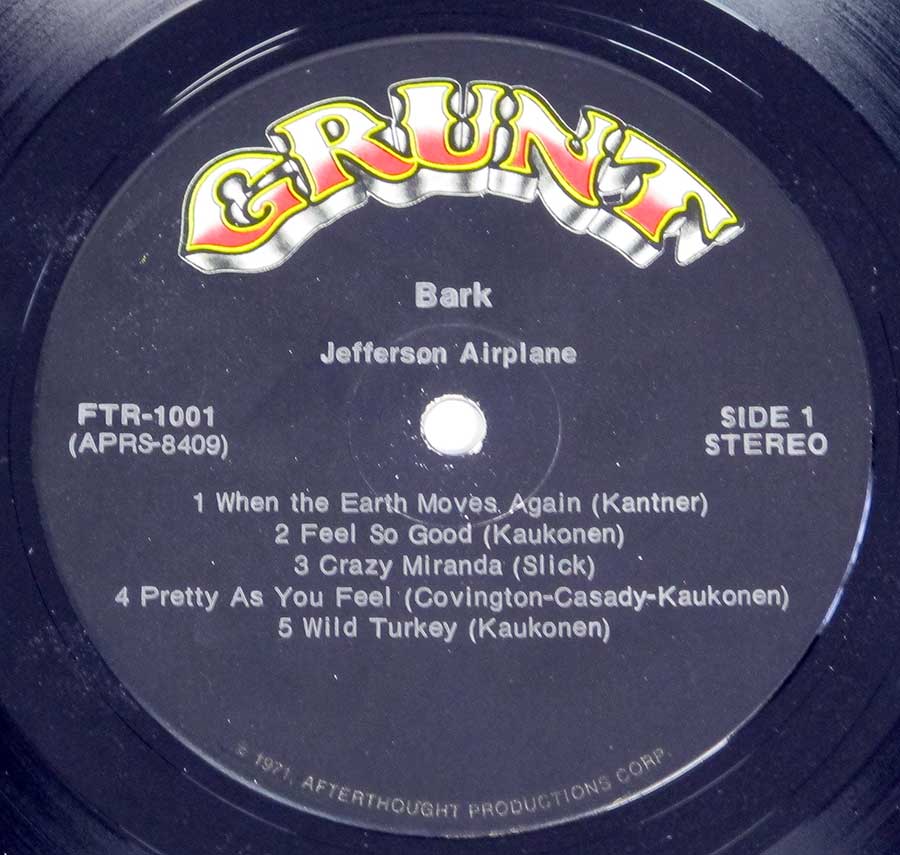 GRUNT
Bark
Jefferson Airplane
FTR-1001
(APRS-8409)
SIDE 1
STEREO
1 When the Earth Moves Again (Kantner)
2 Feel So Good (Kaukonen)
3 Crazy Miranda (Slick)
4 Pretty As You Feel (Covington-Casady-Kaukonen)
5 Wild Turkey (Kaukonen)
© 1971, AFTERTHOUGHT PRODUCTIONS CORP.